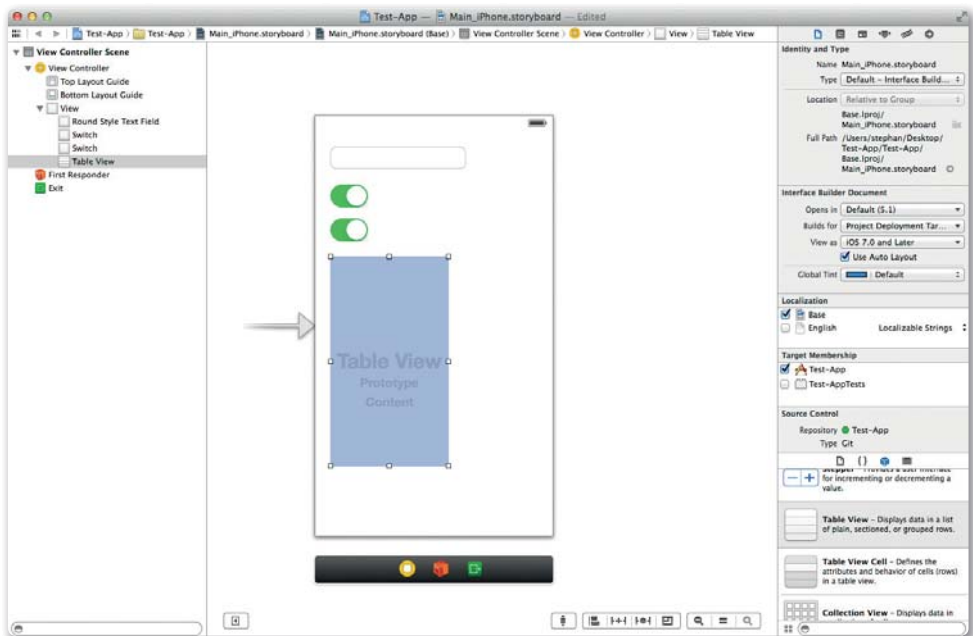 Test-App — Main_iPhone.storyboard — Edited
Test-App Test-App Main_iPhone.storyboard Main_iPhone.storyboard (Base) View Controller Scene View Controller View Table View
View Controller Scene
View Controller
Top Layout Guide
Bottom Layout Guide
View
Round Style Text Field
Switch
Switch
Table View
First Responder
Exit
Table View
Prototype
Content
Identity and Type
Name Main_iPhone.storyboard
Type Default - Interface Build...
Location Relative to Group
Base.lproj/
Main_iPhone.storyboard
Full Path /Users/stephan/Desktop/
Test-App/Test-App/
Base.lproj/
Main_iPhone.storyboard
Interface Builder Document
Opens in Default (5.1)
Builds for Project Deployment Tar...
View as iOS 7.0 and Later
Use Auto Layout
Global Tint Default
Localization
Base
English Localizable Strings
Target Membership
Test-App
Test-AppTests
Source Control
Repository Test-App
Type Git
Stepper - Provides a user interface
for incrementing or decrementing a
value.
Table View - Displays data in a list
of plain, sectioned, or grouped rows.
Table View Cell - Defines the
attributes and behavior of cells (rows)
in a table view.
Collection View - Displays data in